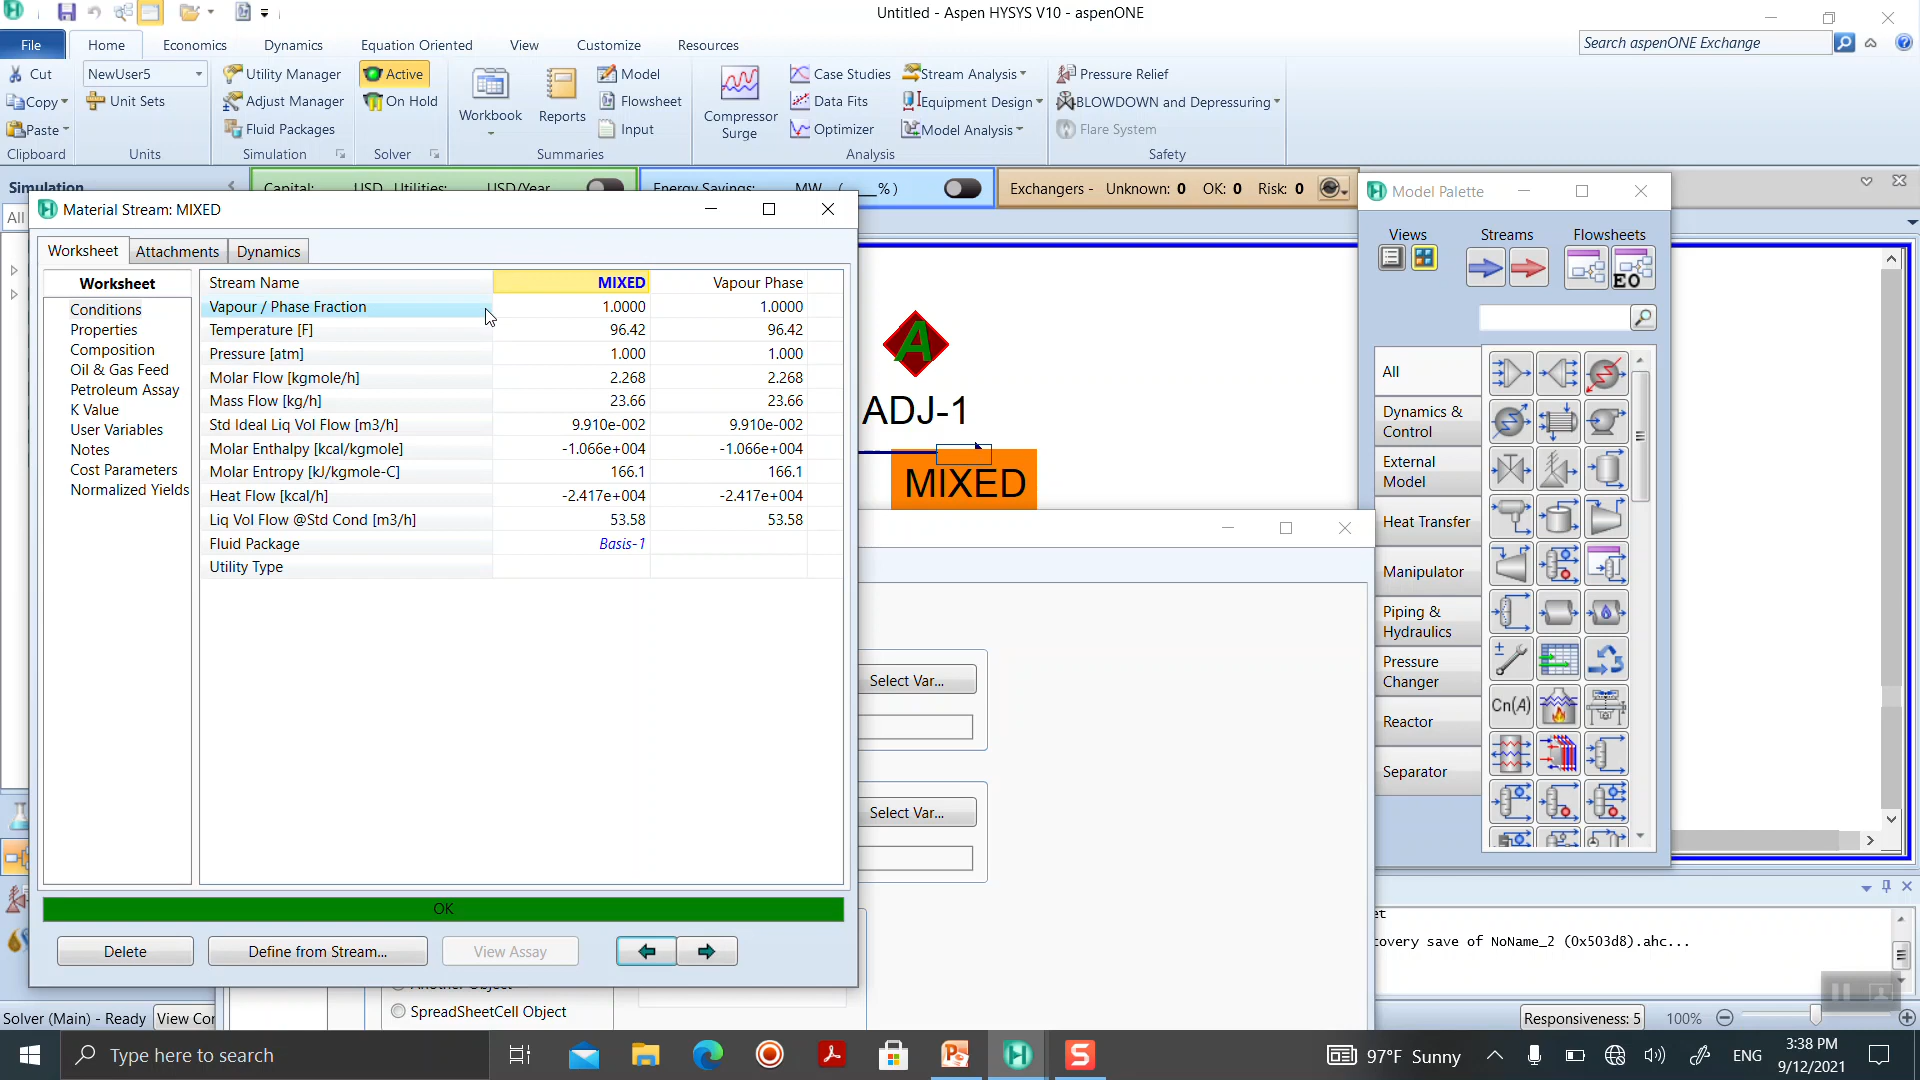 Untitled - Aspen HYSYS V10 - aspenONE
File
Home
Economics
Dynamics
Equation Oriented
View
Customize
Resources
Search aspenONE Exchange
Cut
Copy
Paste
Clipboard
NewUser5
Unit Sets
Units
Utility Manager
Adjust Manager
Fluid Packages
Simulation
Active
On Hold
Solver
Workbook
Reports
Model
Flowsheet
Input
Summaries
Compressor
Surge
Case Studies
Data Fits
Optimizer
Stream Analysis
Equipment Design
Model Analysis
Analysis
Pressure Relief
BLOWDOWN and Depressuring
Flare System
Safety
Simulation
Capital: USD Utilities: USD/Year
Energy Savings: MW ( %)
Exchangers - Unknown: 0 OK: 0 Risk: 0
All
Material Stream: MIXED
Worksheet
Attachments
Dynamics
Worksheet
Conditions
Properties
Composition
Oil & Gas Feed
Petroleum Assay
K Value
User Variables
Notes
Cost Parameters
Normalized Yields
Stream Name MIXED Vapour Phase
Vapour / Phase Fraction 1.0000 1.0000
Temperature [F] 96.42 96.42
Pressure [atm] 1.000 1.000
Molar Flow [kgmole/h] 2.268 2.268
Mass Flow [kg/h] 23.66 23.66
Std Ideal Liq Vol Flow [m3/h] 9.910e-002 9.910e-002
Molar Enthalpy [kcal/kgmole] -1.066e+004 -1.066e+004
Molar Entropy [kJ/kgmole-C] 166.1 166.1
Heat Flow [kcal/h] -2.417e+004 -2.417e+004
Liq Vol Flow @Std Cond [m3/h] 53.58 53.58
Fluid Package Basis-1
Utility Type
OK
Delete
Define from Stream...
View Assay
A
ADJ-1
MIXED
Select Var...
Select Var...
Another Object
SpreadSheetCell Object
Model Palette
Views
Streams
Flowsheets
EO
All
Dynamics &
Control
External
Model
Heat Transfer
Manipulator
Piping &
Hydraulics
Pressure
Changer
Reactor
Separator
Cn(A)
et
covery save of NoName_2 (0x503d8).ahc...
Solver (Main) - Ready
View Cor
Responsiveness: 5
100%
Type here to search
S
97°F Sunny
ENG
3:38 PM
9/12/2021